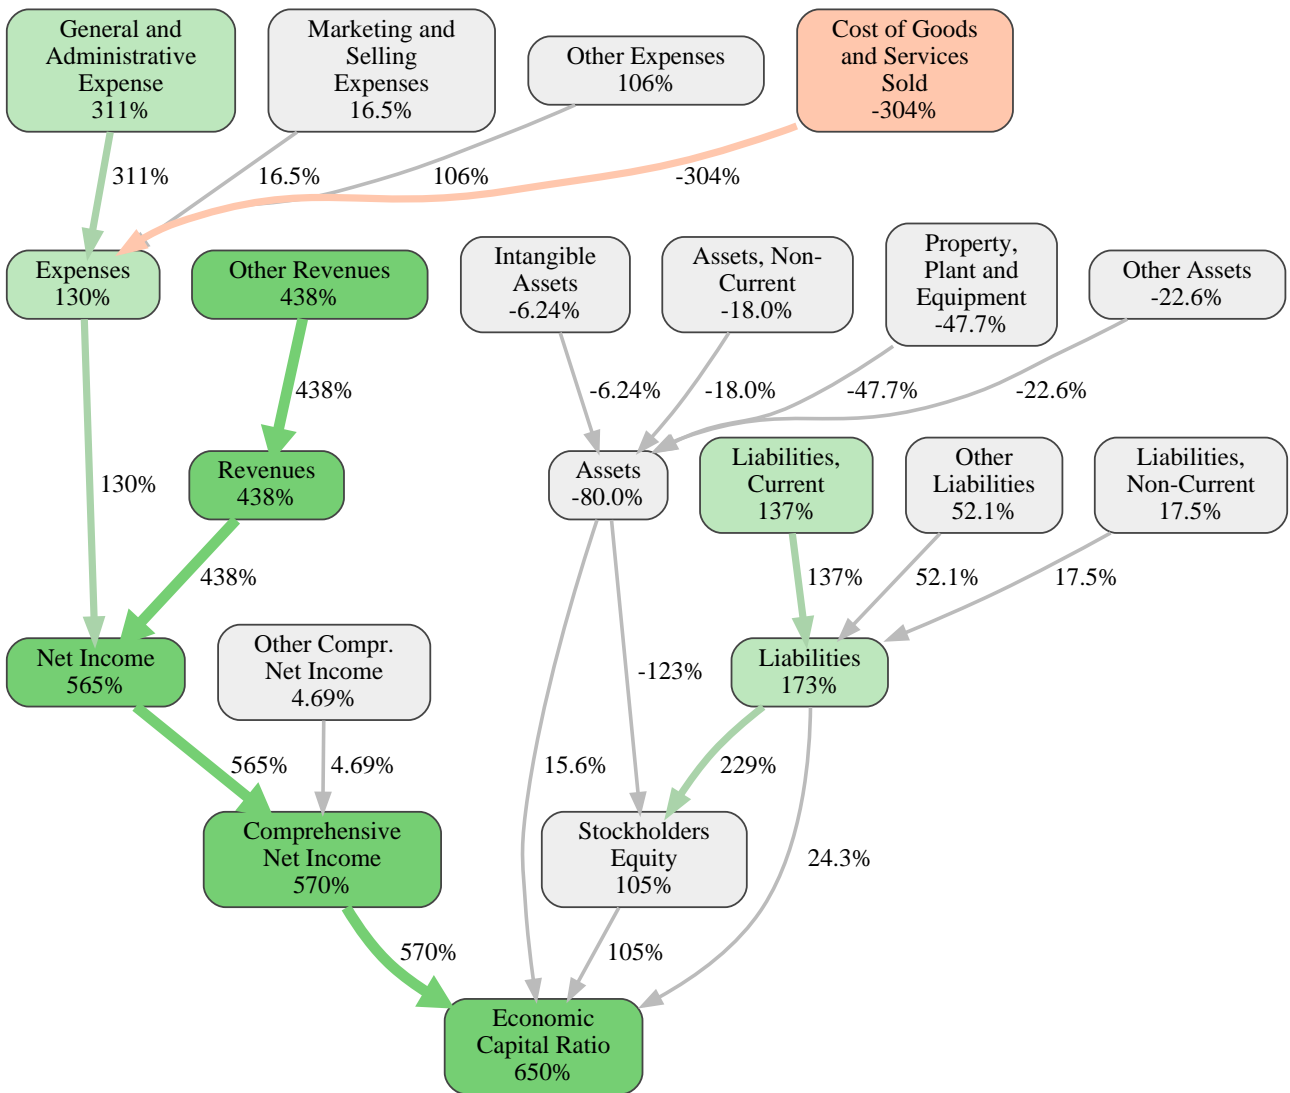 General and
Administrative
Expense
311%
Marketing and
Selling
Expenses
16.5%
Other Expenses
106%
Cost of Goods
and Services
Sold
-304%
311%
16.5%
106%
-304%
Expenses
130%
Other Revenues
438%
Intangible
Assets
-6.24%
Assets, Non-
Current
-18.0%
Property,
Plant and
Equipment
-47.7%
Other Assets
-22.6%
438%
-6.24%
-18.0%
-47.7%
-22.6%
130%
Revenues
438%
Assets
-80.0%
Liabilities,
Current
137%
Other
Liabilities
52.1%
Liabilities,
Non-Current
17.5%
438%
137%
52.1%
17.5%
Net Income
565%
Other Compr.
Net Income
4.69%
-123%
Liabilities
173%
565%
4.69%
15.6%
229%
Comprehensive
Net Income
570%
Stockholders
Equity
105%
24.3%
570%
105%
Economic
Capital Ratio
650%